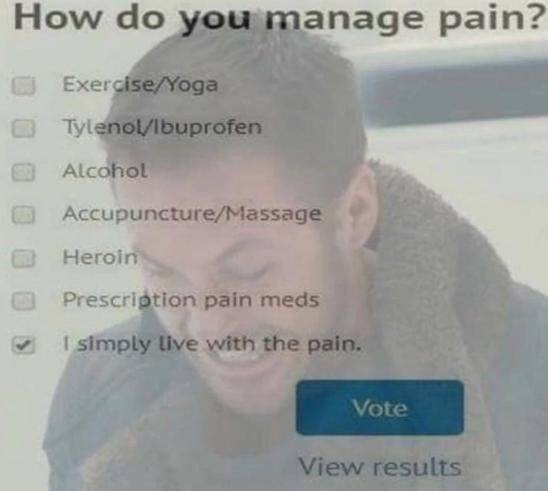 How do you manage pain?
Exercise/Yoga
Tylenol/Ibuprofen
Alcohol
Accupuncture/Massage
Heroin
Prescription pain meds
I simply live with the pain.
Vote
View results